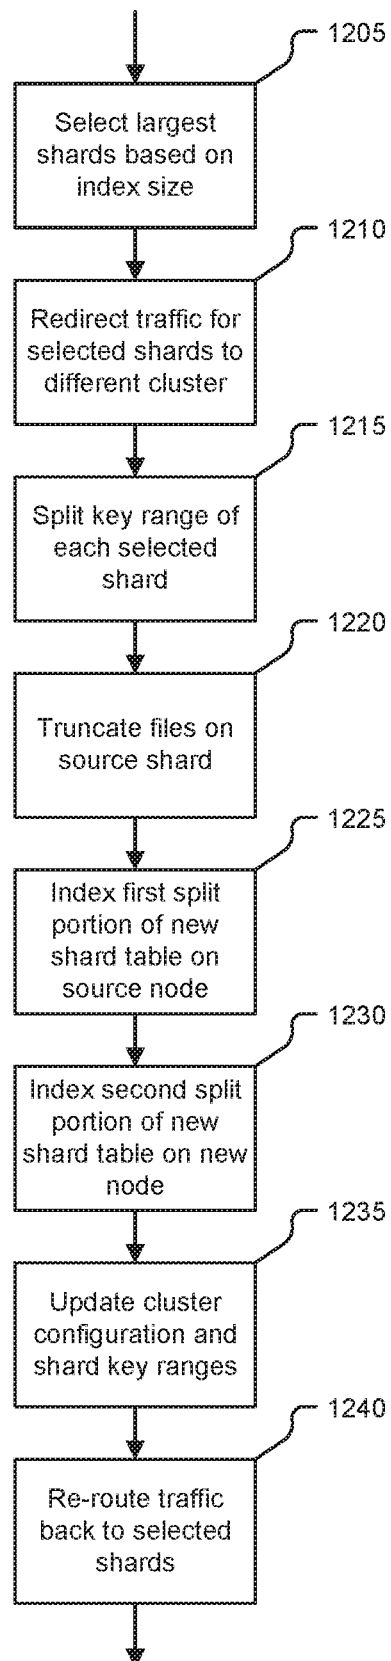 1205
Select largest
shards based on
index size
1210
Redirect traffic for
selected shards to
different cluster
1215
Split key range of
each selected
shard
1220
Truncate files on
source shard
1225
Index first split
portion of new
shard table on
source node
1230
Index second split
portion of new
shard table on new
node
1235
Update cluster
configuration and
shard key ranges
1240
Re-route traffic
back to selected
shards